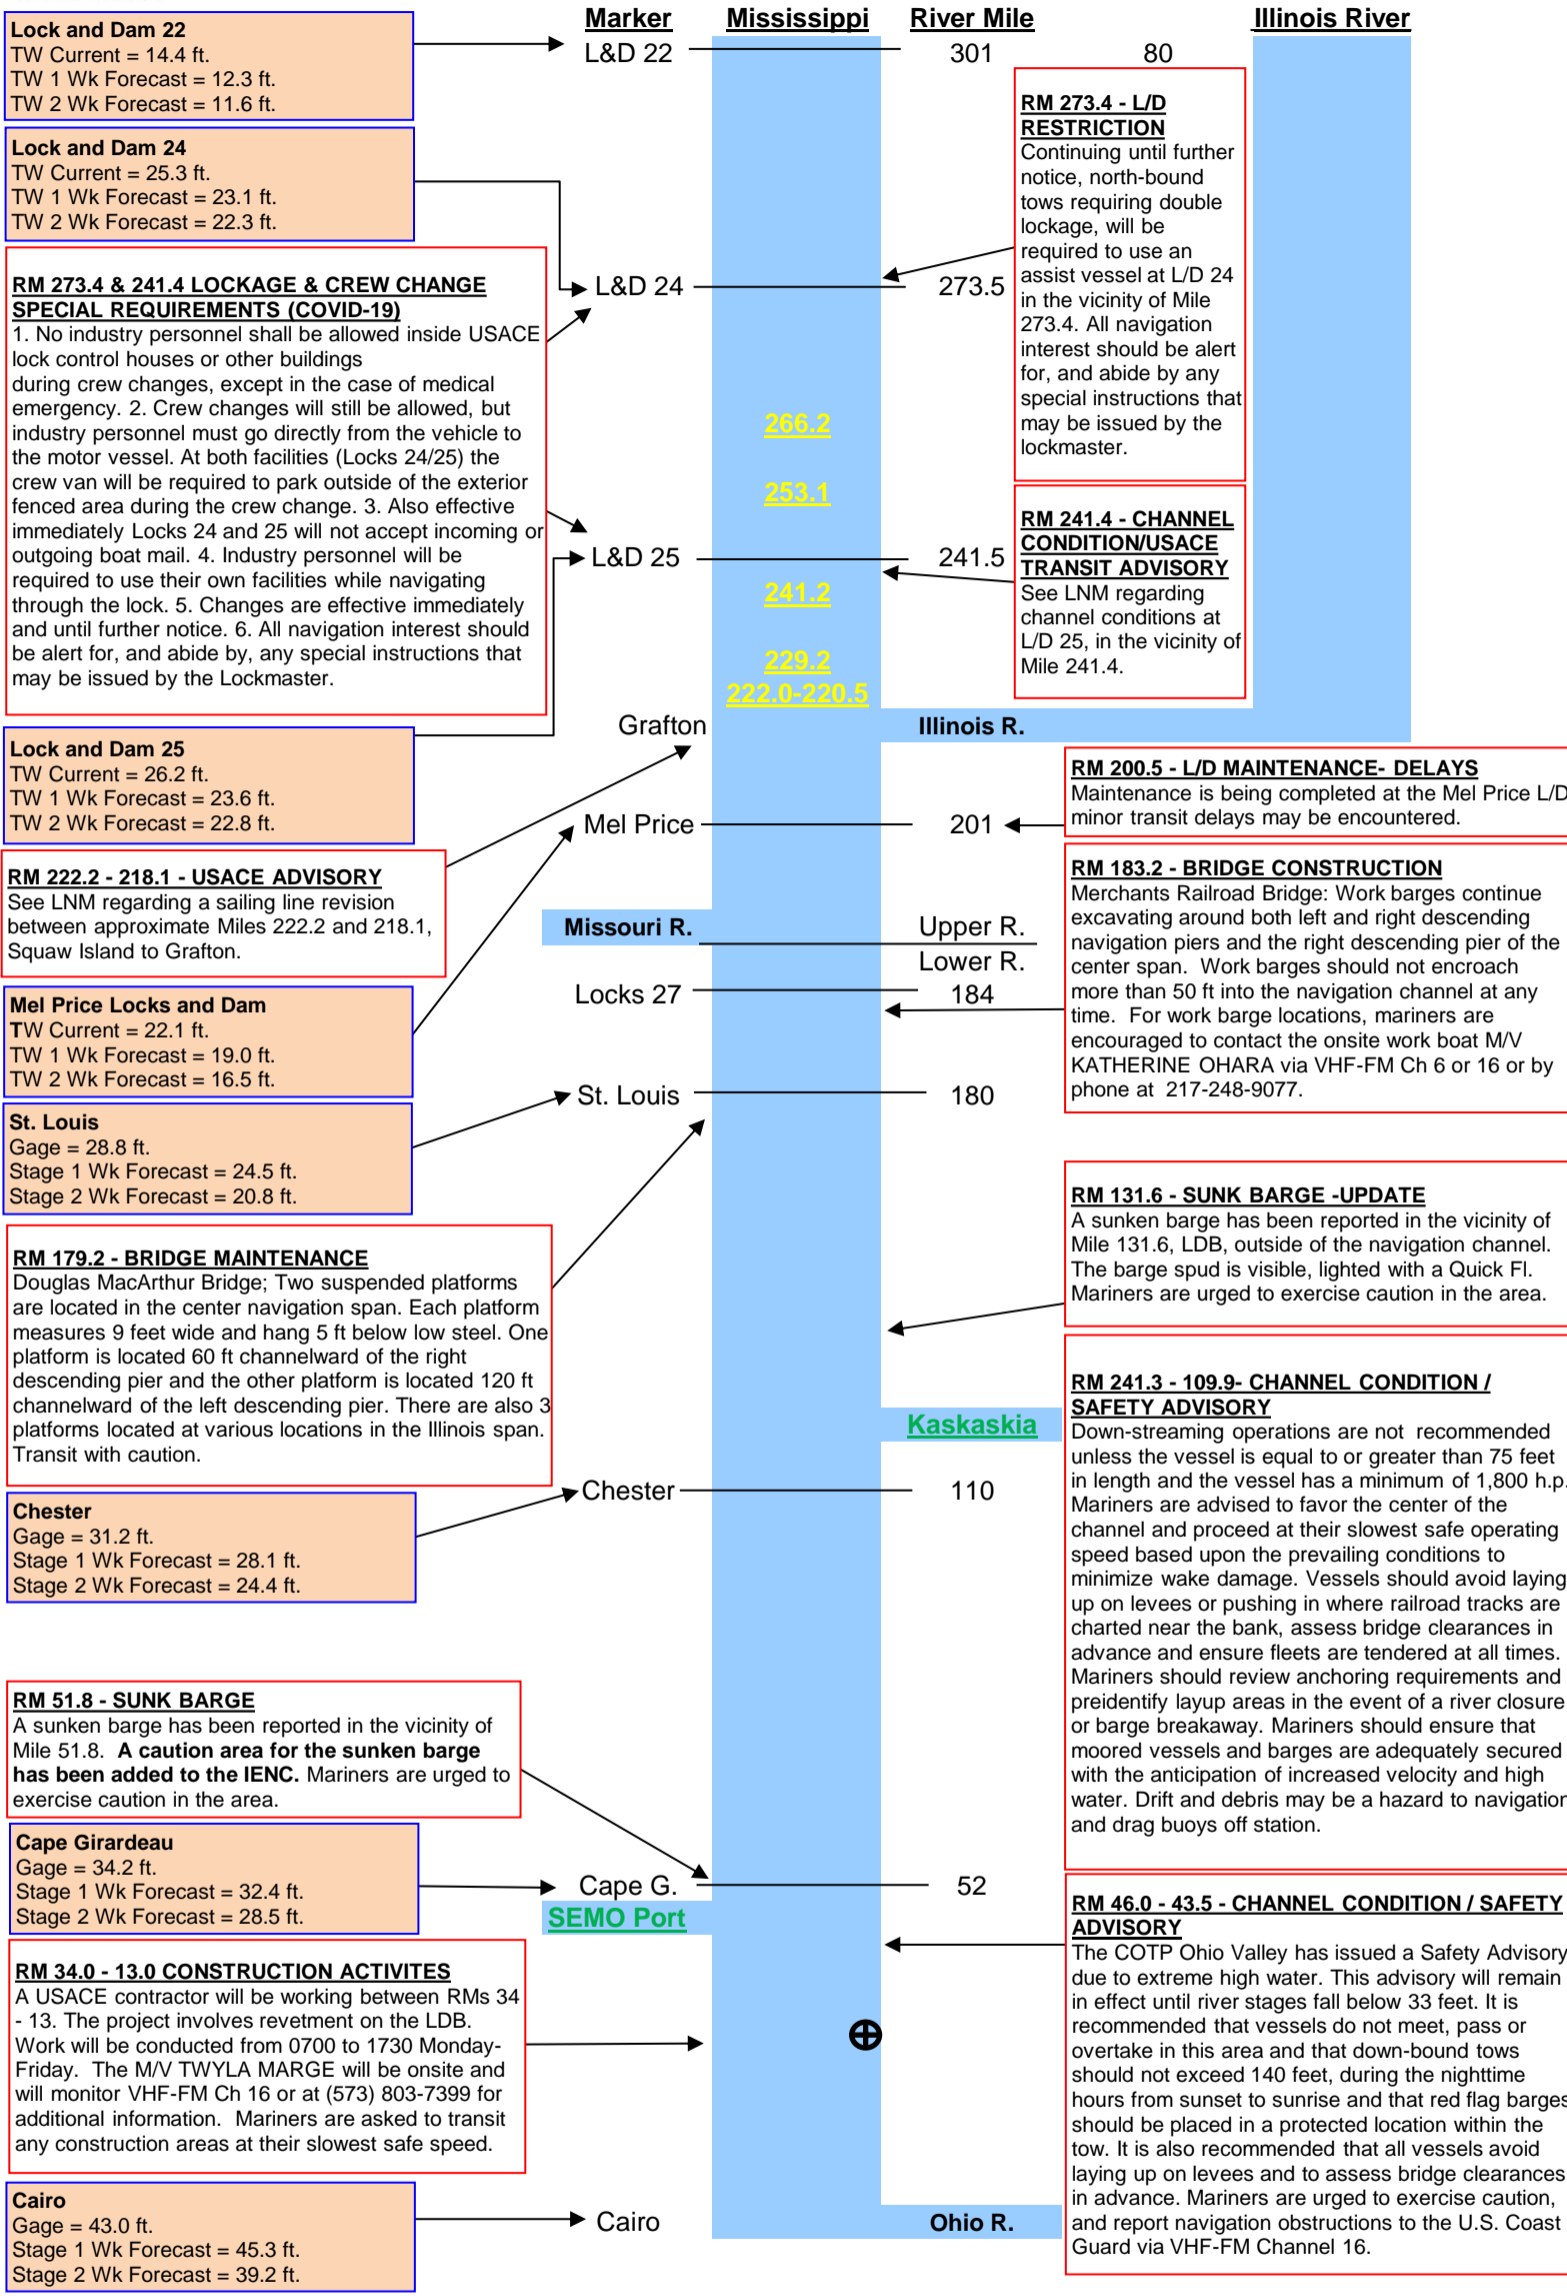 Marker Mississippi River Mile Illinois River
Lock and Dam 22
TW Current = 14.4 ft.
TW 1 Wk Forecast = 12.3 ft.
TW 2 Wk Forecast = 11.6 ft.
L&D 22 301 80
Lock and Dam 24
TW Current = 25.3 ft.
TW 1 Wk Forecast = 23.1 ft.
TW 2 Wk Forecast = 22.3 ft.
RM 273.4 - L/D
RESTRICTION
Continuing until further
notice, north-bound
tows requiring double
lockage, will be
required to use an
assist vessel at L/D 24
in the vicinity of Mile
273.4. All navigation
interest should be alert
for, and abide by any
special instructions that
may be issued by the
lockmaster.
L&D 24 273.5
RM 273.4 & 241.4 LOCKAGE & CREW CHANGE
SPECIAL REQUIREMENTS (COVID-19)
1. No industry personnel shall be allowed inside USACE
lock control houses or other buildings
during crew changes, except in the case of medical
emergency. 2. Crew changes will still be allowed, but
industry personnel must go directly from the vehicle to
the motor vessel. At both facilities (Locks 24/25) the
crew van will be required to park outside of the exterior
fenced area during the crew change. 3. Also effective
immediately Locks 24 and 25 will not accept incoming or
outgoing boat mail. 4. Industry personnel will be
required to use their own facilities while navigating
through the lock. 5. Changes are effective immediately
and until further notice. 6. All navigation interest should
be alert for, and abide by, any special instructions that
may be issued by the Lockmaster.
266.2
253.1
L&D 25 241.5
RM 241.4 - CHANNEL
CONDITION/USACE
TRANSIT ADVISORY
See LNM regarding
channel conditions at
L/D 25, in the vicinity of
Mile 241.4.
241.2
229.2
222.0-220.5
Grafton Illinois R.
Lock and Dam 25
TW Current = 26.2 ft.
TW 1 Wk Forecast = 23.6 ft.
TW 2 Wk Forecast = 22.8 ft.
RM 200.5 - L/D MAINTENANCE- DELAYS
Maintenance is being completed at the Mel Price L/D
minor transit delays may be encountered.
Mel Price 201
RM 222.2 - 218.1 - USACE ADVISORY
See LNM regarding a sailing line revision
between approximate Miles 222.2 and 218.1,
Squaw Island to Grafton.
RM 183.2 - BRIDGE CONSTRUCTION
Merchants Railroad Bridge: Work barges continue
excavating around both left and right descending
navigation piers and the right descending pier of the
center span. Work barges should not encroach
more than 50 ft into the navigation channel at any
time. For work barge locations, mariners are
encouraged to contact the onsite work boat M/V
KATHERINE OHARA via VHF-FM Ch 6 or 16 or by
phone at 217-248-9077.
Missouri R. Upper R.
Lower R.
Locks 27 184
Mel Price Locks and Dam
TW Current = 22.1 ft.
TW 1 Wk Forecast = 19.0 ft.
TW 2 Wk Forecast = 16.5 ft.
St. Louis 180
St. Louis
Gage = 28.8 ft.
Stage 1 Wk Forecast = 24.5 ft.
Stage 2 Wk Forecast = 20.8 ft.
RM 131.6 - SUNK BARGE -UPDATE
A sunken barge has been reported in the vicinity of
Mile 131.6, LDB, outside of the navigation channel.
The barge spud is visible, lighted with a Quick Fl.
Mariners are urged to exercise caution in the area.
RM 179.2 - BRIDGE MAINTENANCE
Douglas MacArthur Bridge; Two suspended platforms
are located in the center navigation span. Each platform
measures 9 feet wide and hang 5 ft below low steel. One
platform is located 60 ft channelward of the right
descending pier and the other platform is located 120 ft
channelward of the left descending pier. There are also 3
platforms located at various locations in the Illinois span.
Transit with caution.
Kaskaskia
RM 241.3 - 109.9- CHANNEL CONDITION /
SAFETY ADVISORY
Down-streaming operations are not recommended
unless the vessel is equal to or greater than 75 feet
in length and the vessel has a minimum of 1,800 h.p.
Mariners are advised to favor the center of the
channel and proceed at their slowest safe operating
speed based upon the prevailing conditions to
minimize wake damage. Vessels should avoid laying
up on levees or pushing in where railroad tracks are
charted near the bank, assess bridge clearances in
advance and ensure fleets are tendered at all times.
Mariners should review anchoring requirements and
preidentify layup areas in the event of a river closure
or barge breakaway. Mariners should ensure that
moored vessels and barges are adequately secured
with the anticipation of increased velocity and high
water. Drift and debris may be a hazard to navigation
and drag buoys off station.
Chester 110
Chester
Gage = 31.2 ft.
Stage 1 Wk Forecast = 28.1 ft.
Stage 2 Wk Forecast = 24.4 ft.
RM 51.8 - SUNK BARGE
A sunken barge has been reported in the vicinity of
Mile 51.8. A caution area for the sunken barge
has been added to the IENC. Mariners are urged to
exercise caution in the area.
Cape Girardeau
Gage = 34.2 ft.
Stage 1 Wk Forecast = 32.4 ft.
Stage 2 Wk Forecast = 28.5 ft.
Cape G. 52
SEMO Port
RM 46.0 - 43.5 - CHANNEL CONDITION / SAFETY
ADVISORY
The COTP Ohio Valley has issued a Safety Advisory
due to extreme high water. This advisory will remain
in effect until river stages fall below 33 feet. It is
recommended that vessels do not meet, pass or
overtake in this area and that down-bound tows
should not exceed 140 feet, during the nighttime
hours from sunset to sunrise and that red flag barges
should be placed in a protected location within the
tow. It is also recommended that all vessels avoid
laying up on levees and to assess bridge clearances
in advance. Mariners are urged to exercise caution,
and report navigation obstructions to the U.S. Coast
Guard via VHF-FM Channel 16.
RM 34.0 - 13.0 CONSTRUCTION ACTIVITES
A USACE contractor will be working between RMs 34
- 13. The project involves revetment on the LDB.
Work will be conducted from 0700 to 1730 Monday-
Friday. The M/V TWYLA MARGE will be onsite and
will monitor VHF-FM Ch 16 or at (573) 803-7399 for
additional information. Mariners are asked to transit
any construction areas at their slowest safe speed.
Cairo
Gage = 43.0 ft.
Stage 1 Wk Forecast = 45.3 ft.
Stage 2 Wk Forecast = 39.2 ft.
Cairo Ohio R.